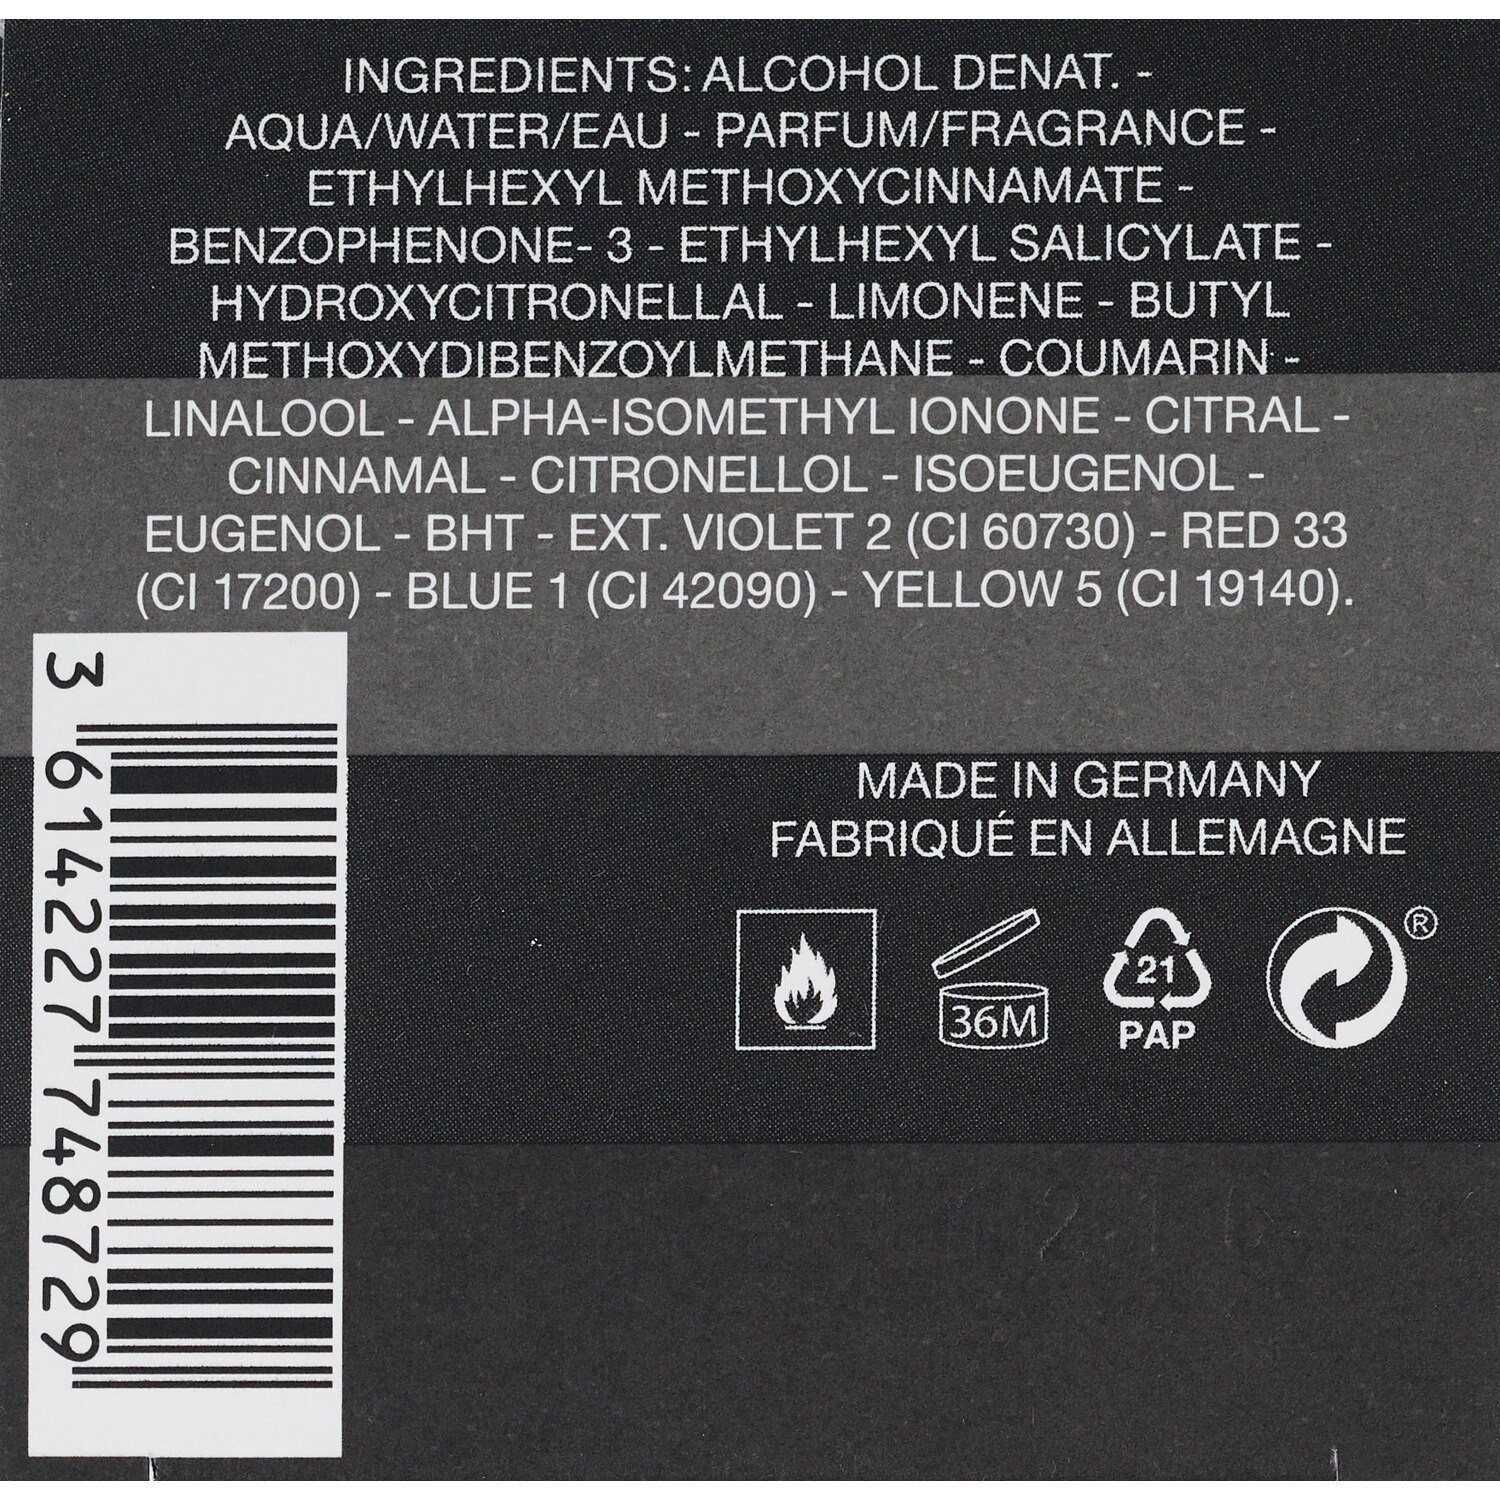 INGREDIENTS: ALCOHOL DENAT. -
AQUA/WATER/EAU - PARFUM/FRAGRANCE -
ETHYLHEXYL METHOXYCINNAMATE -
BENZOPHENONE- 3 - ETHYLHEXYL SALICYLATE -
HYDROXYCITRONELLAL - LIMONENE - BUTYL
METHOXYDIBENZOYLMETHANE - COUMARIN -
LINALOOL - ALPHA-ISOMETHYL IONONE - CITRAL -
CINNAMAL - CITRONELLOL - ISOEUGENOL -
EUGENOL - BHT - EXT. VIOLET 2 (CI 60730) - RED 33
(CI 17200) - BLUE 1 (CI 42090) - YELLOW 5 (CI 19140).
3 614227 748729
MADE IN GERMANY
FABRIQUÉ EN ALLEMAGNE
36M
21
PAP
®